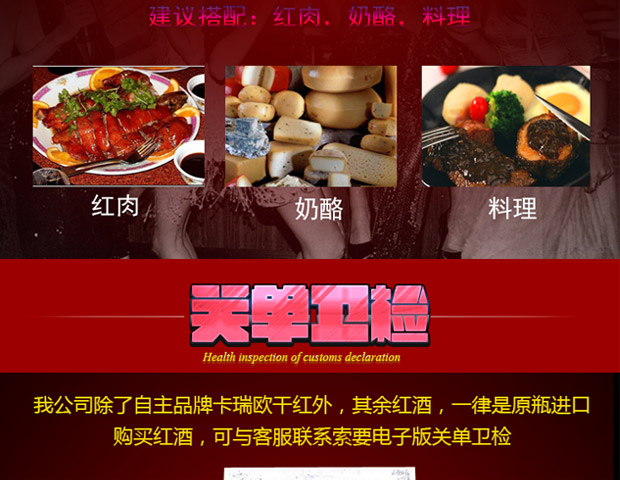 建议搭配：红肉、奶酪、料理
红肉
奶酪
料理
关单卫检
Health inspection of customs declaration
我公司除了自主品牌卡瑞欧干红外，其余红酒，一律是原瓶进口
购买红酒，可与客服联系索要电子版关单卫检